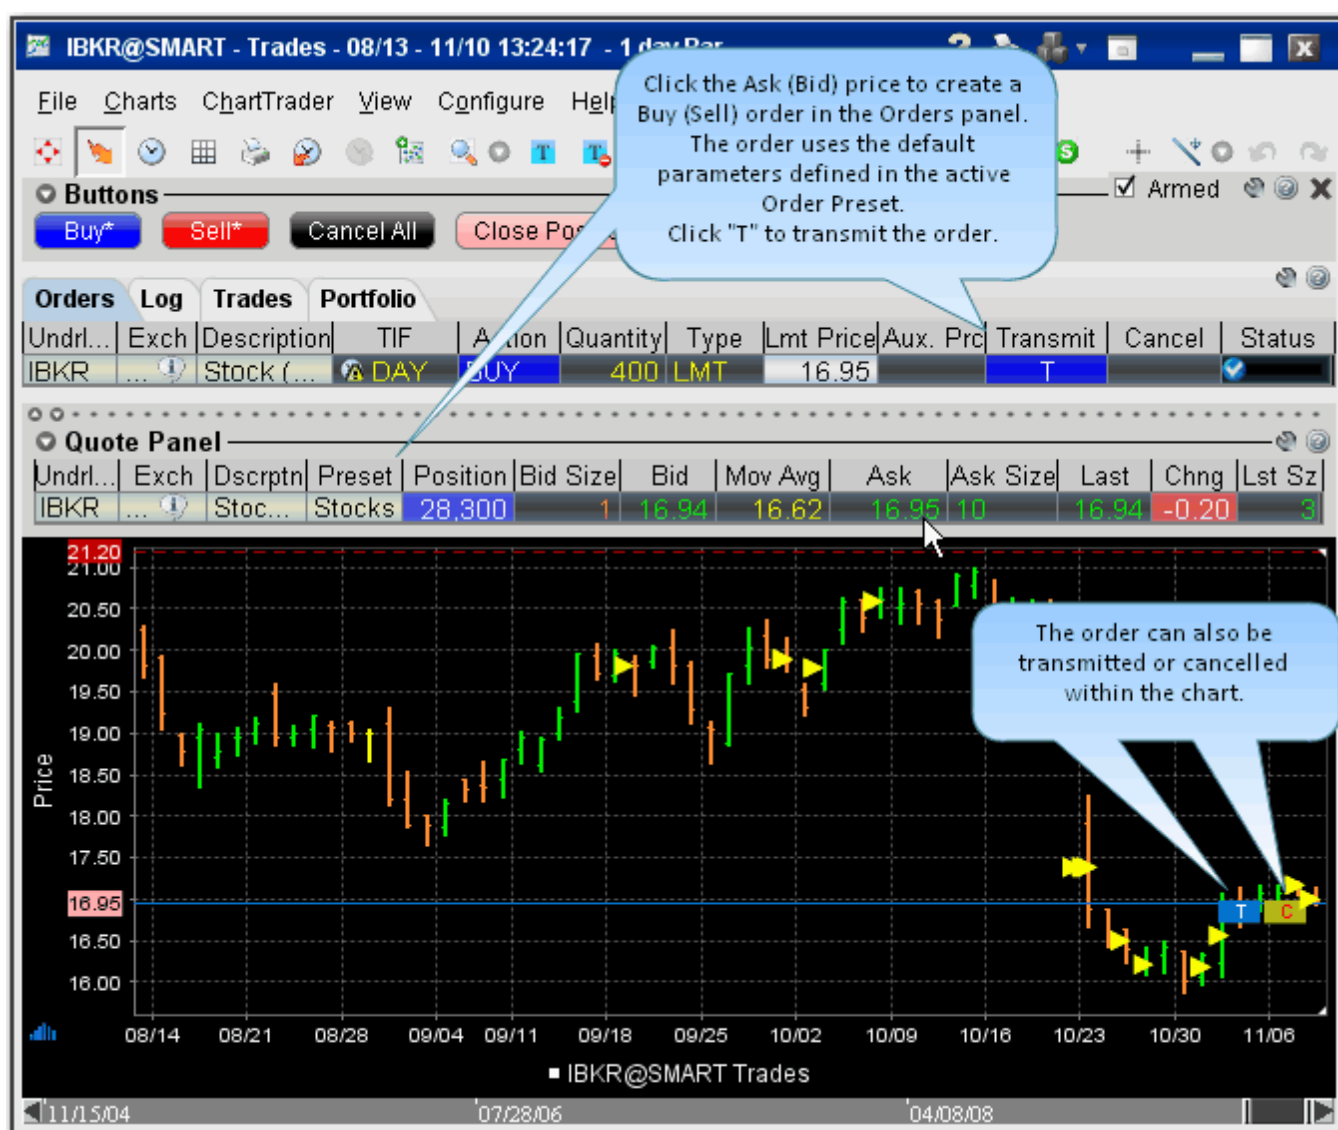 IBKR@SMART - Trades - 08/13 - 11/10 13:24:17 - 1 day Bar
File Charts ChartTrader View Configure Help
Click the Ask (Bid) price to create a
Buy (Sell) order in the Orders panel.
The order uses the default
parameters defined in the active
Order Preset.
Click "T" to transmit the order.
Buttons
Armed
Buy* Sell* Cancel All Close
Orders Log Trades Portfolio
Undrl... Exch Description TIF Action Quantity Type Lmt Price Aux. Prc Transmit Cancel Status
IBKR ... Stock (... DAY BUY 400 LMT 16.95 T
Quote Panel
Undrl... Exch Dscrptn Preset Position Bid Size Bid Mov Avg Ask Ask Size Last Chng Lst Sz
IBKR ... Stoc... Stocks 28,300 1 16.94 16.62 16.95 10 16.94 -0.20 3
21.20
21.00
20.50
20.00
19.50
19.00
18.50
18.00
17.50
16.95
16.50
16.00
Price
The order can also be
transmitted or cancelled
within the chart.
T C
08/14 08/21 08/28 09/04 09/11 09/18 09/25 10/02 10/09 10/16 10/23 10/30 11/06
IBKR@SMART Trades
11/15/04 07/28/06 04/08/08